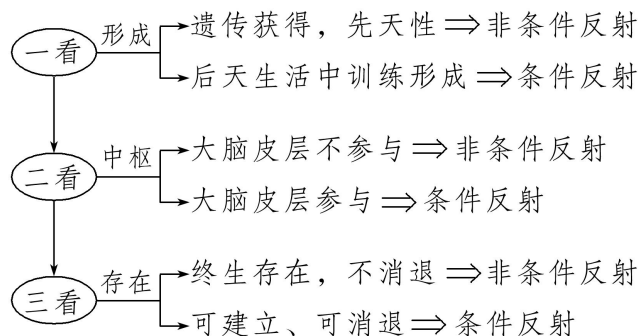 一看
形成
遗传获得，先天性⇒非条件反射
后天生活中训练形成⇒条件反射
二看
中枢
大脑皮层不参与⇒非条件反射
大脑皮层参与⇒条件反射
三看
存在
终生存在，不消退⇒非条件反射
可建立、可消退⇒条件反射